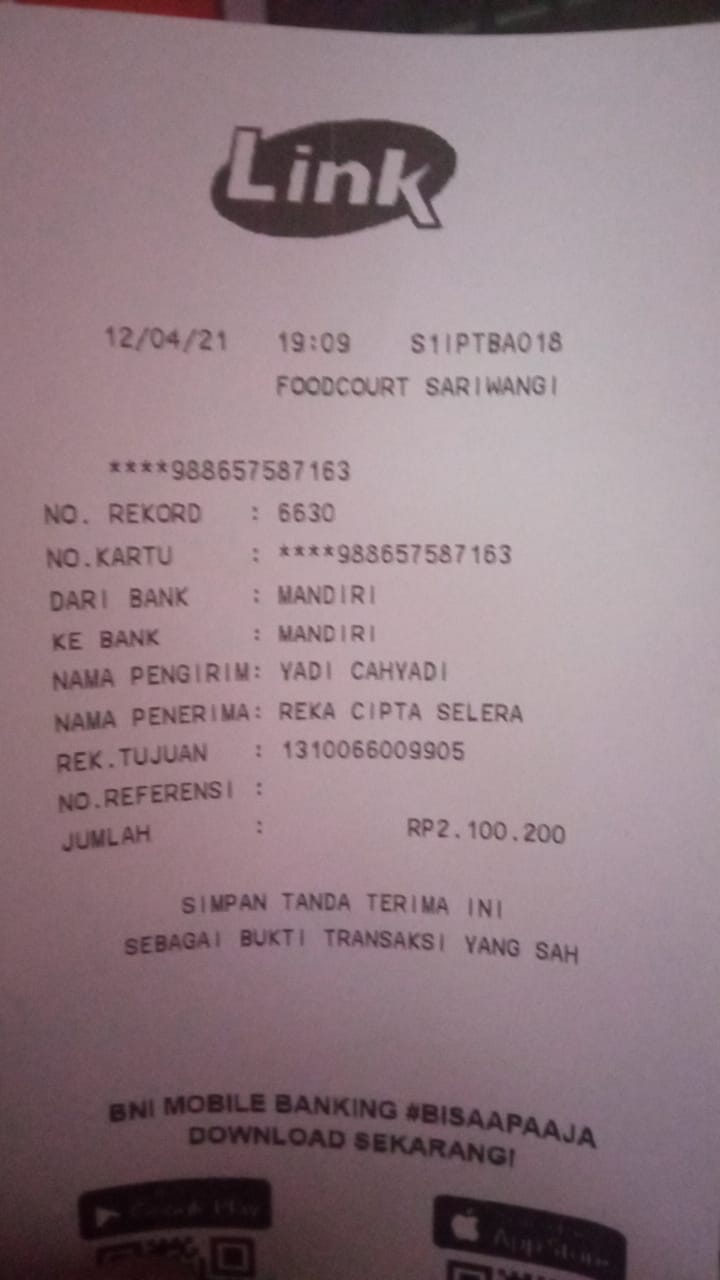 Link
12/04/21 19:09 S1IPTBA018
FOODCOURT SARIWANGI
****988657587163
NO. REKORD : 6630
NO.KARTU : ****988657587163
DARI BANK : MANDIRI
KE BANK : MANDIRI
NAMA PENGIRIM: YADI CAHYADI
NAMA PENERIMA: REKA CIPTA SELERA
REK.TUJUAN : 1310066009905
NO.REFERENSI :
JUMLAH : RP2.100.200
SIMPAN TANDA TERIMA INI
SEBAGAI BUKTI TRANSAKSI YANG SAH
BNI MOBILE BANKING #BISAAPAAJA
DOWNLOAD SEKARANG!
Google Play
App Store